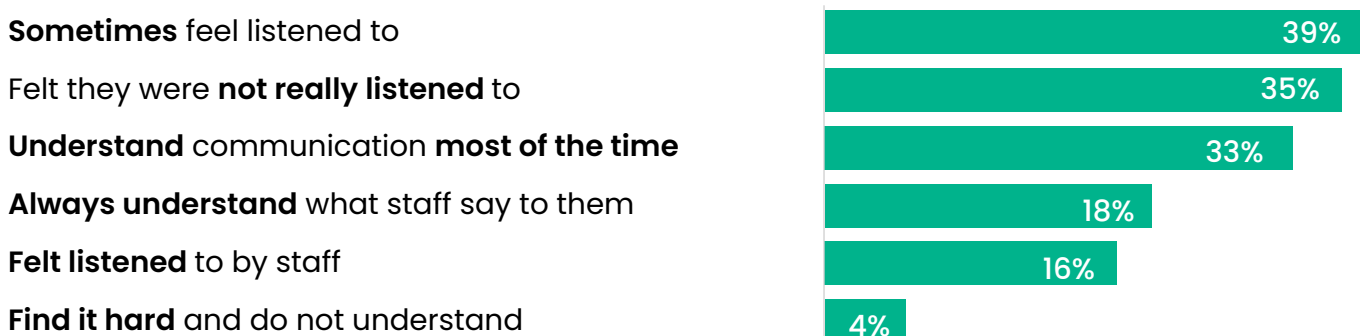 Sometimes feel listened to 39%
Felt they were not really listened to 35%
Understand communication most of the time 33%
Always understand what staff say to them 18%
Felt listened to by staff 16%
Find it hard and do not understand 4%